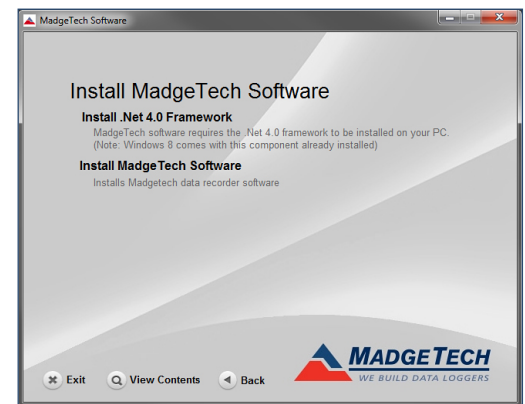 MadgeTech Software
Install MadgeTech Software
Install .Net 4.0 Framework
MadgeTech software requires the .Net 4.0 framework to be installed on your PC.
(Note: Windows 8 comes with this component already installed)
Install MadgeTech Software
Installs Madgetech data recorder software
Exit
View Contents
Back
MADGETECH
WE BUILD DATA LOGGERS